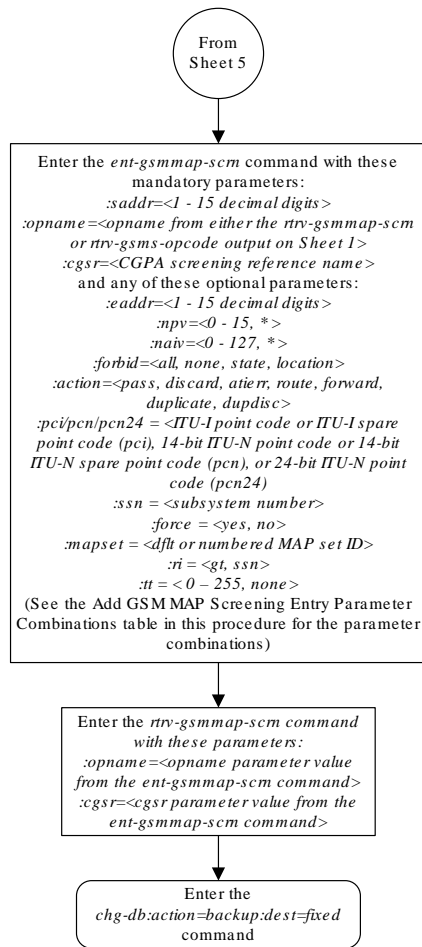 From
Sheet 5
Enter the ent-gsmmap-scrn command with these
mandatory parameters:
:saddr=<1 - 15 decimal digits>
:opname=<opname from either the rtrv-gsmmap-scrn
or rtrv-gsms-opcode output on Sheet 1>
:cgsr=<CGPA screening reference name>
and any of these optional parameters:
:eaddr=<1 - 15 decimal digits>
:npv=<0 - 15, *>
:naiv=<0 - 127, *>
:forbid=<all, none, state, location>
:action=<pass, discard, atierr, route, forward,
duplicate, dupdisc>
:pci/pcn/pcn24 = <ITU-I point code or ITU-I spare
point code (pci), 14-bit ITU-N point code or 14-bit
ITU-N spare point code (pcn), or 24-bit ITU-N point
code (pcn24)
:ssn = <subsystem number>
:force = <yes, no>
:mapset = <dflt or numbered MAP set ID>
:ri = <gt, ssn>
:tt = < 0 – 255, none>
(See the Add GSM MAP Screening Entry Parameter
Combinations table in this procedure for the parameter
combinations)
Enter the rtrv-gsmmap-scrn command
with these parameters:
:opname=<opname parameter value
from the ent-gsmmap-scrn command>
:cgsr=<cgsr parameter value from the
ent-gsmmap-scrn command>
Enter the
chg-db:action=backup:dest=fixed
command